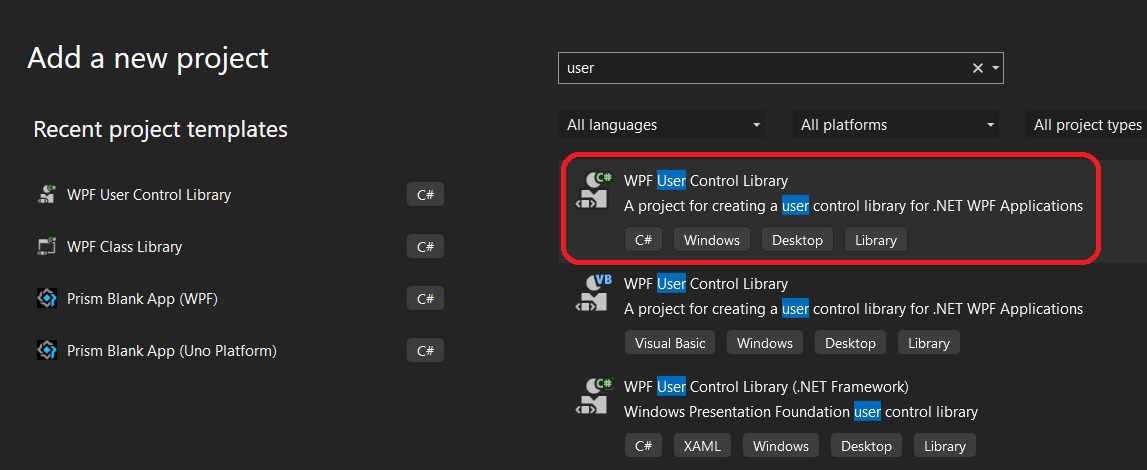 Add a new project
user
Recent project templates
All languages
All platforms
All project types
WPF User Control Library
C#
WPF Class Library
C#
Prism Blank App (WPF)
C#
Prism Blank App (Uno Platform)
C#
C#
WPF User Control Library
A project for creating a user control library for .NET WPF Applications
C#
Windows
Desktop
Library
VB
WPF User Control Library
A project for creating a user control library for .NET WPF Applications
Visual Basic
Windows
Desktop
Library
C#
WPF User Control Library (.NET Framework)
Windows Presentation Foundation user control library
C#
XAML
Windows
Desktop
Library